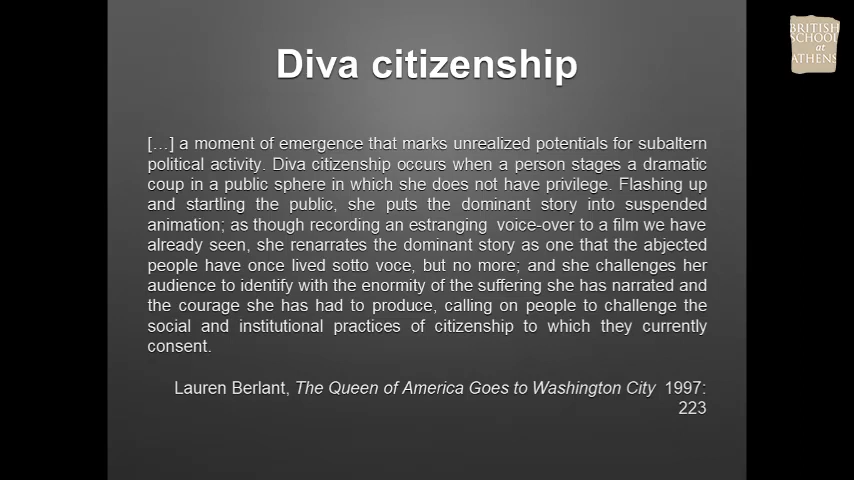 BRITISH
SCHOOL
at
ATHENS
Diva citizenship
[…] a moment of emergence that marks unrealized potentials for subaltern
political activity. Diva citizenship occurs when a person stages a dramatic
coup in a public sphere in which she does not have privilege. Flashing up
and startling the public, she puts the dominant story into suspended
animation; as though recording an estranging voice-over to a film we have
already seen, she renarrates the dominant story as one that the abjected
people have once lived sotto voce, but no more; and she challenges her
audience to identify with the enormity of the suffering she has narrated and
the courage she has had to produce, calling on people to challenge the
social and institutional practices of citizenship to which they currently
consent.
Lauren Berlant, The Queen of America Goes to Washington City 1997:
223